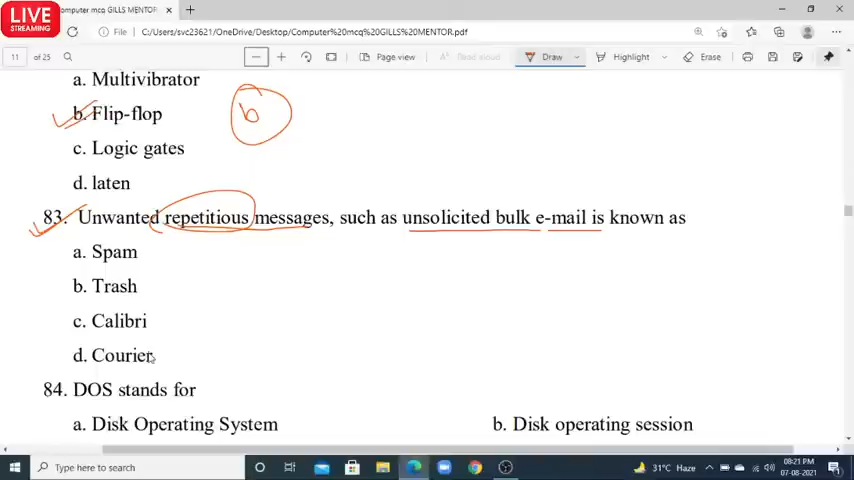 LIVE
STREAMING
Computer mcq GILLS MENTOR.pdf
File
C:/Users/svc23621/OneDrive/Desktop/Computer%20mcq%20GILLS%20MENTOR.pdf
11 of 25
Page view
Read aloud
Draw
Highlight
Erase
a. Multivibrator
b. Flip-flop
b
c. Logic gates
d. laten
83. Unwanted repetitious messages, such as unsolicited bulk e-mail is known as
a. Spam
b. Trash
c. Calibri
d. Courier
84. DOS stands for
a. Disk Operating System b. Disk operating session
Type here to search
31°C Haze
08:21 PM
07-08-2021